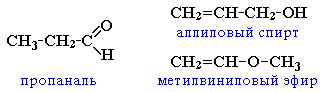 CH₂=CH-CH₂-OH
аллиловый спирт
CH₃-CH₂-C
O
H
пропаналь
CH₂=CH-O-CH₃
метилвиниловый эфир